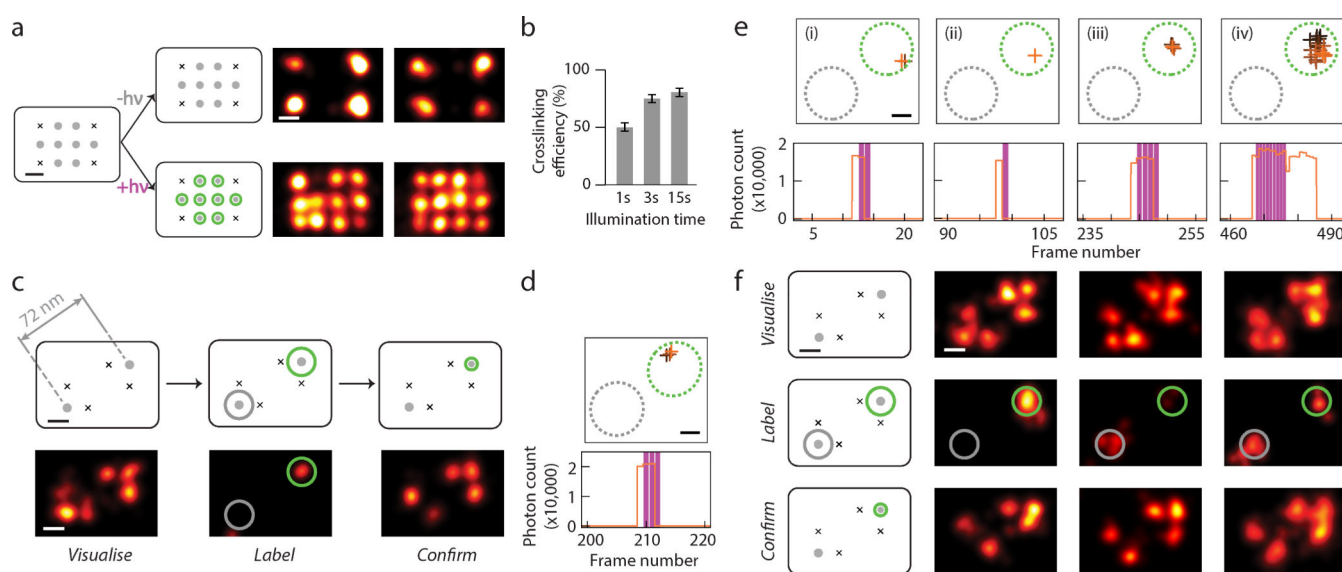 a
-hν
+hν
b
Crosslinking
efficiency (%)
100
50
0
1s 3s 15s
Illumination time
c
72 nm
Visualise Label Confirm
d
Photon count
(x10,000)
2
1
0
200 210 220
Frame number
e
(i) (ii) (iii) (iv)
Photon count
(x10,000)
2
1
0
5 20 90 105 235 255 460 490
Frame number
f
Visualise
Label
Confirm